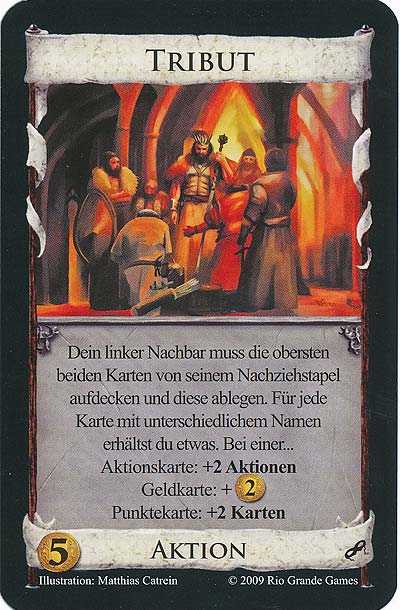 TRIBUT
Dein linker Nachbar muss die obersten
beiden Karten von seinem Nachziehstapel
aufdecken und diese ablegen. Für jede
Karte mit unterschiedlichem Namen
erhältst du etwas. Bei einer...
Aktionskarte: +2 Aktionen
Geldkarte: + 2
Punktekarte: +2 Karten
5 AKTION
Illustration: Matthias Catrein © 2009 Rio Grande Games